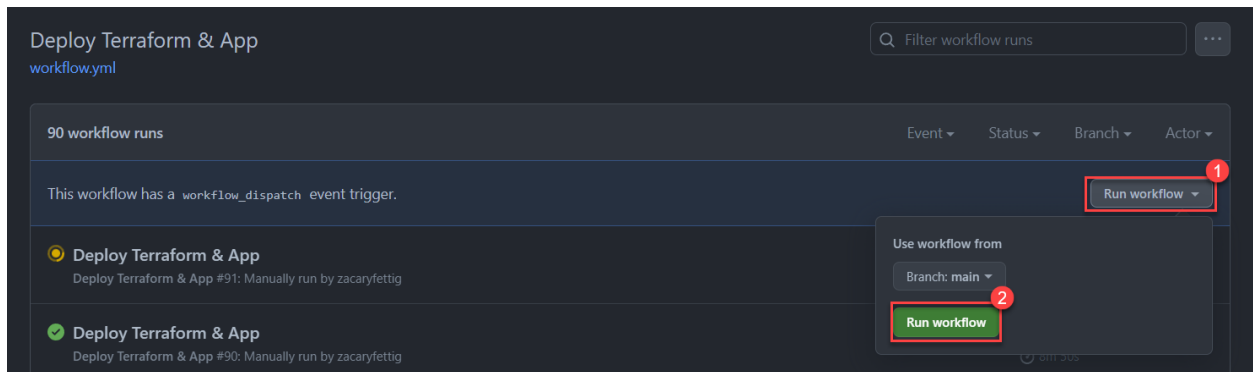 Deploy Terraform & App
Filter workflow runs
workflow.yml
90 workflow runs
Event
Status
Branch
Actor
This workflow has a workflow_dispatch event trigger.
1
Run workflow
Use workflow from
Branch: main
2
Run workflow
Deploy Terraform & App
Deploy Terraform & App #91: Manually run by zacaryfettig
Deploy Terraform & App
Deploy Terraform & App #90: Manually run by zacaryfettig
8m 30s